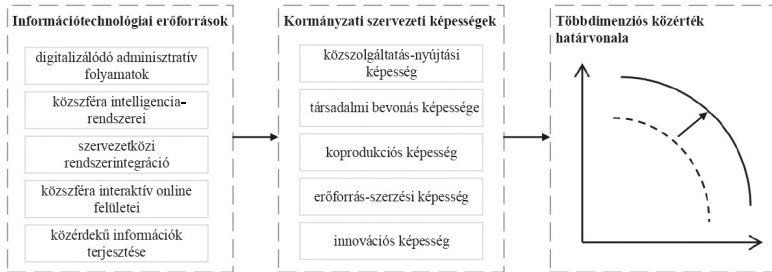 Információtechnológiai erőforrások
digitalizálódó adminisztratív
folyamatok
közszféra intelligencia-
rendszerei
szervezetközi
rendszerintegráció
közszféra interaktív online
felületei
közérdekű információk
terjesztése
Kormányzati szervezeti képességek
közszolgáltatás-nyújtási
képesség
társadalmi bevonás képessége
koprodukciós képesség
erőforrás-szerzési képesség
innovációs képesség
Többdimenziós közérték
határvonala